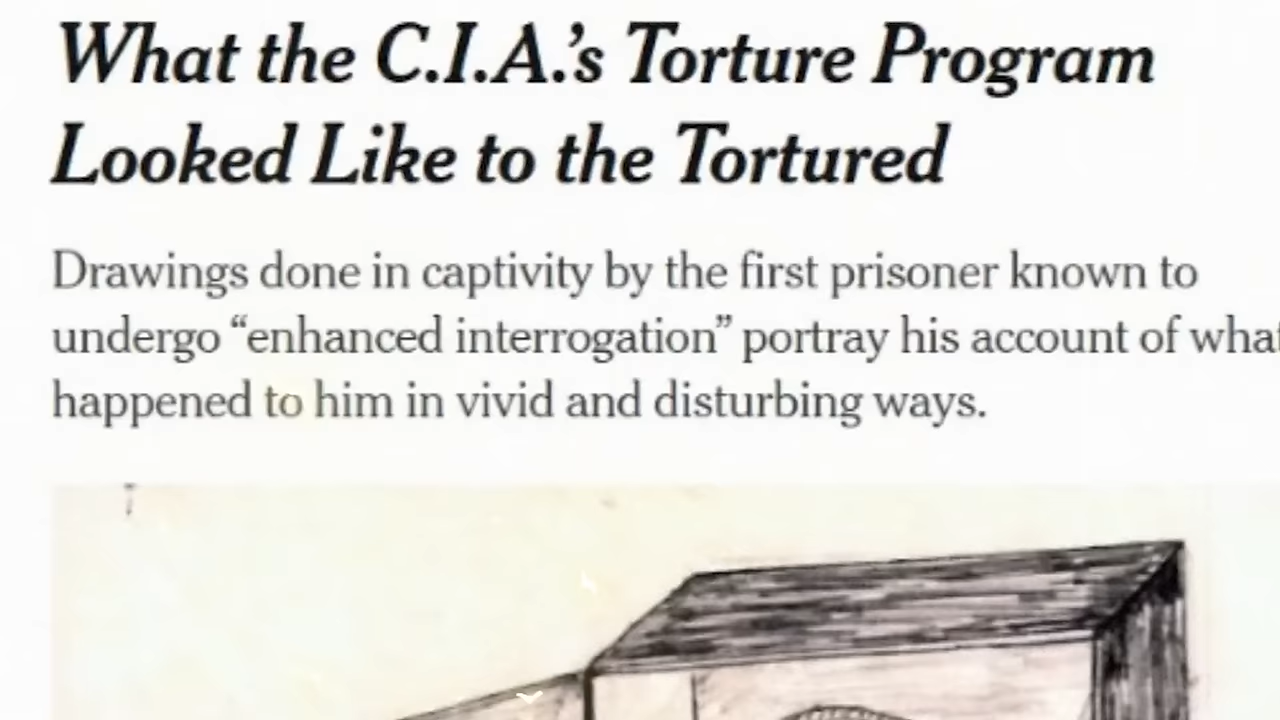 What the C.I.A.’s Torture Program
Looked Like to the Tortured
Drawings done in captivity by the first prisoner known to
undergo “enhanced interrogation” portray his account of what
happened to him in vivid and disturbing ways.